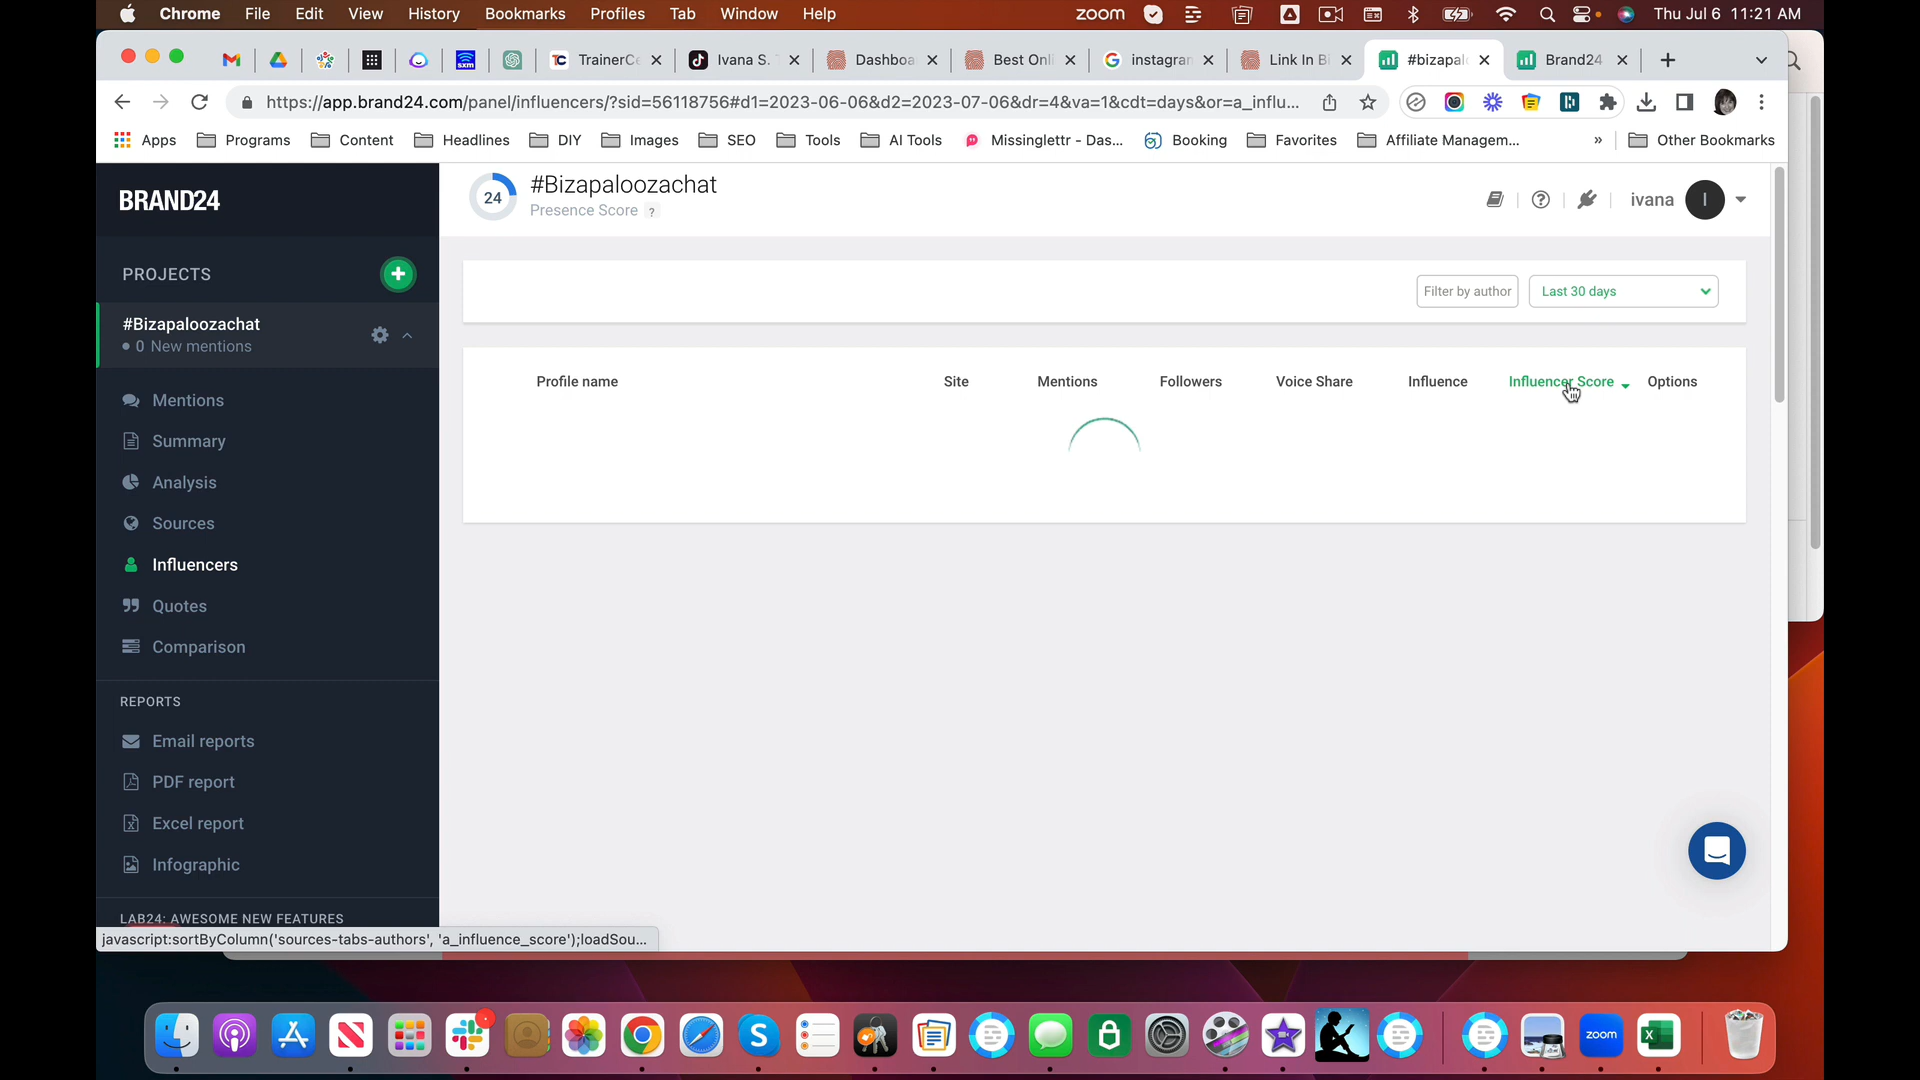 Chrome File Edit View History Bookmarks Profiles Tab Window Help zoom Thu Jul 6 11:21 AM
sxm TC TrainerCe Ivana S. Dashboa Best Onli instagram Link In Bi #bizapal Brand24
https://app.brand24.com/panel/influencers/?sid=56118756#d1=2023-06-06&d2=2023-07-06&dr=4&va=1&cdt=days&or=a_influ...
Apps Programs Content Headlines DIY Images SEO Tools AI Tools Missinglettr - Das... Booking Favorites Affiliate Managem... » Other Bookmarks
BRAND24
24
#Bizapaloozachat
Presence Score ?
ivana I
PROJECTS
Filter by author Last 30 days
#Bizapaloozachat
0 New mentions
Profile name Site Mentions Followers Voice Share Influence Influencer Score Options
Mentions
Summary
Analysis
Sources
Influencers
Quotes
Comparison
REPORTS
Email reports
PDF report
Excel report
Infographic
LAB24: AWESOME NEW FEATURES
javascript:sortByColumn('sources-tabs-authors', 'a_influence_score');loadSou...
zoom